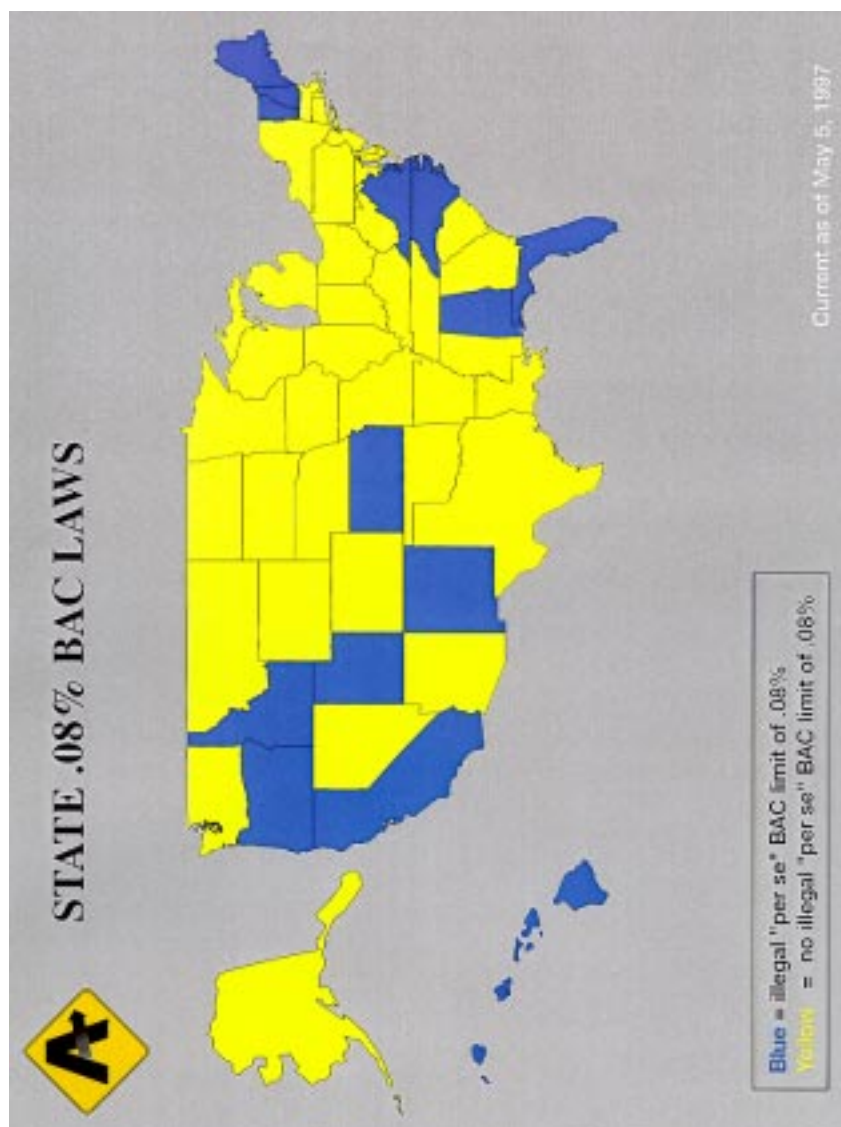 STATE .08% BAC LAWS
Blue = illegal "per se" BAC limit of .08%
Yellow = no illegal "per se" BAC limit of .08%
Current as of May 5, 1997